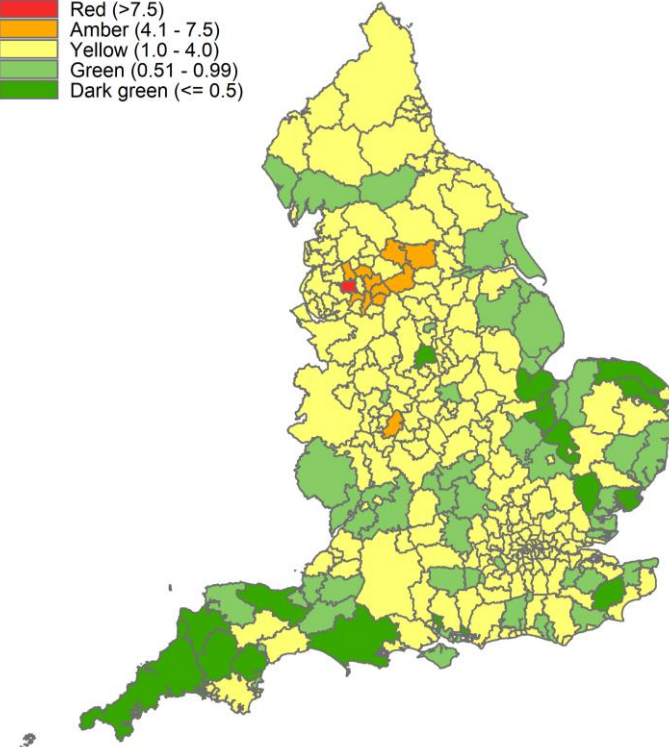 Red (>7.5)
Amber (4.1 - 7.5)
Yellow (1.0 - 4.0)
Green (0.51 - 0.99)
Dark green (<= 0.5)